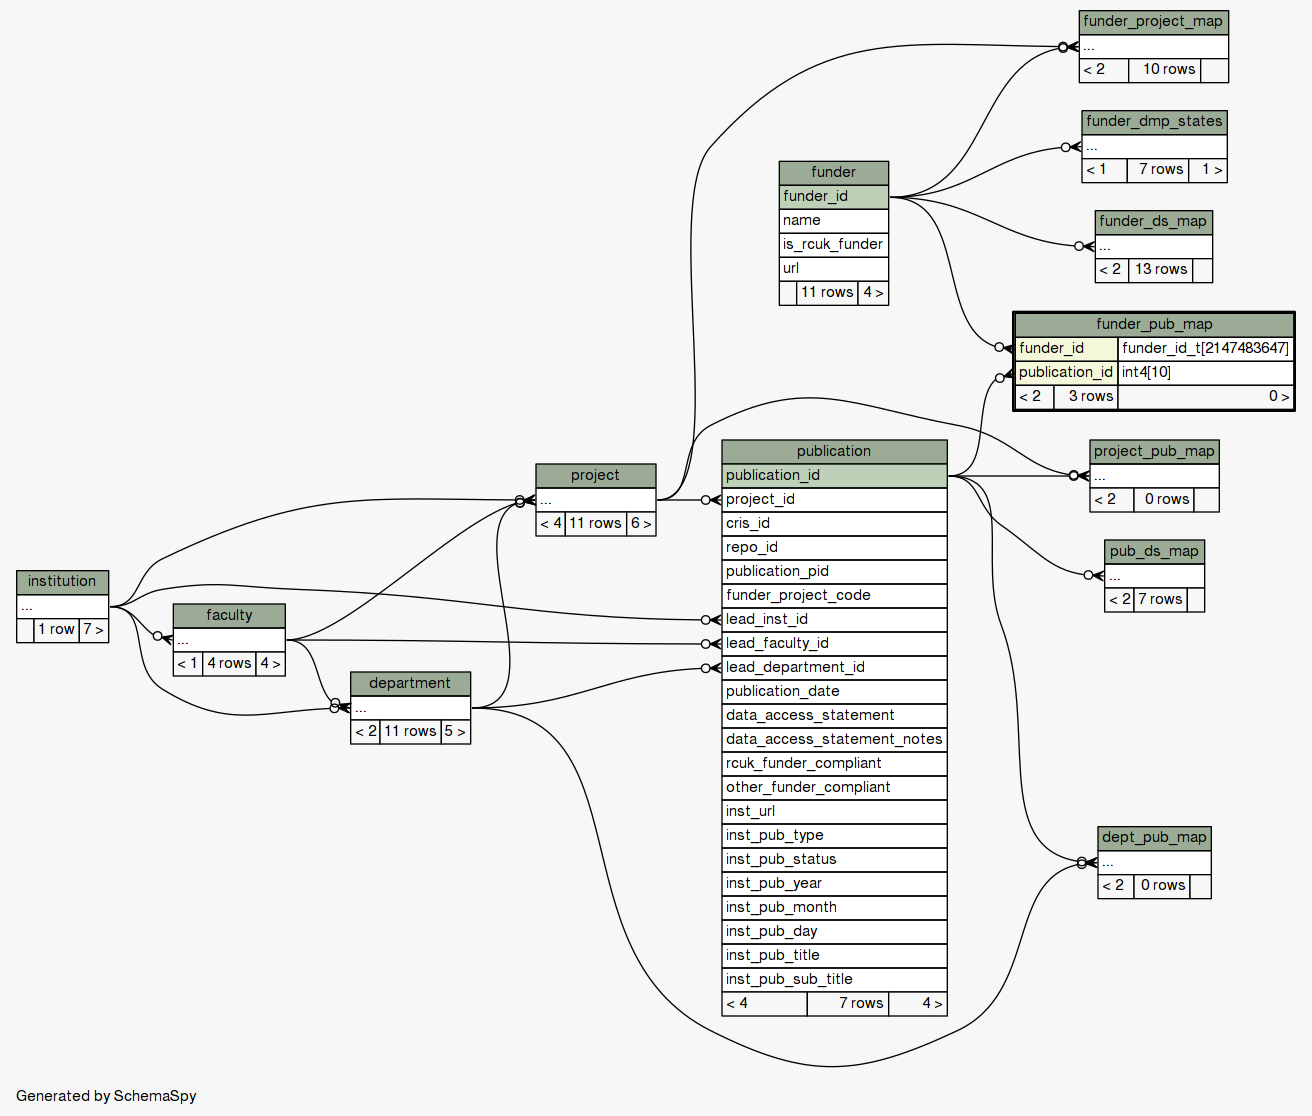 funder_project_map
...
< 2 10 rows
funder_dmp_states
...
< 1 7 rows 1 >
funder
funder_id
name
is_rcuk_funder
url
11 rows 4 >
funder_ds_map
...
< 2 13 rows
funder_pub_map
funder_id funder_id_t[2147483647]
publication_id int4[10]
< 2 3 rows 0 >
publication
publication_id
project_id
cris_id
repo_id
publication_pid
funder_project_code
lead_inst_id
lead_faculty_id
lead_department_id
publication_date
data_access_statement
data_access_statement_notes
rcuk_funder_compliant
other_funder_compliant
inst_url
inst_pub_type
inst_pub_status
inst_pub_year
inst_pub_month
inst_pub_day
inst_pub_title
inst_pub_sub_title
< 4 7 rows 4 >
project_pub_map
...
< 2 0 rows
project
...
< 4 11 rows 6 >
pub_ds_map
...
< 2 7 rows
institution
...
1 row 7 >
faculty
...
< 1 4 rows 4 >
department
...
< 2 11 rows 5 >
dept_pub_map
...
< 2 0 rows
Generated by SchemaSpy